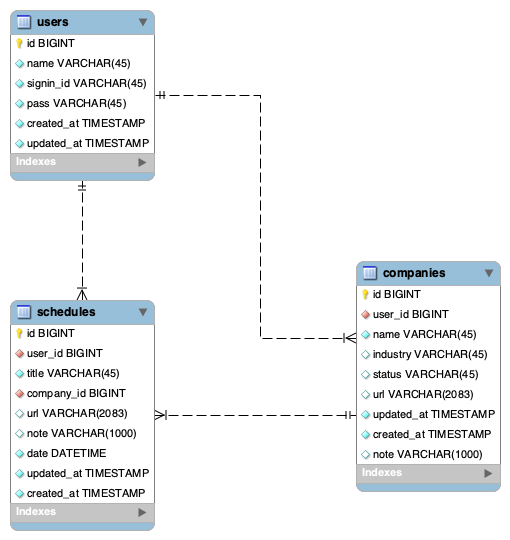 users
id BIGINT
name VARCHAR(45)
signin_id VARCHAR(45)
pass VARCHAR(45)
created_at TIMESTAMP
updated_at TIMESTAMP
Indexes
schedules
id BIGINT
user_id BIGINT
title VARCHAR(45)
company_id BIGINT
url VARCHAR(2083)
note VARCHAR(1000)
date DATETIME
updated_at TIMESTAMP
created_at TIMESTAMP
Indexes
companies
id BIGINT
user_id BIGINT
name VARCHAR(45)
industry VARCHAR(45)
status VARCHAR(45)
url VARCHAR(2083)
updated_at TIMESTAMP
created_at TIMESTAMP
note VARCHAR(1000)
Indexes